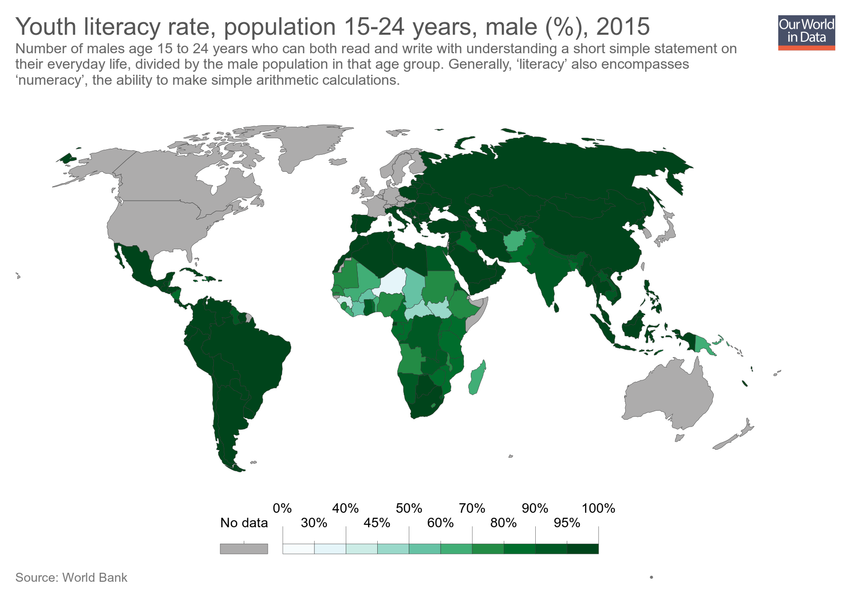 Youth literacy rate, population 15-24 years, male (%), 2015
Our World
in Data
Number of males age 15 to 24 years who can both read and write with understanding a short simple statement on
their everyday life, divided by the male population in that age group. Generally, ‘literacy’ also encompasses
‘numeracy’, the ability to make simple arithmetic calculations.
0% 40% 50% 70% 90% 100%
No data 30% 45% 60% 80% 95%
Source: World Bank